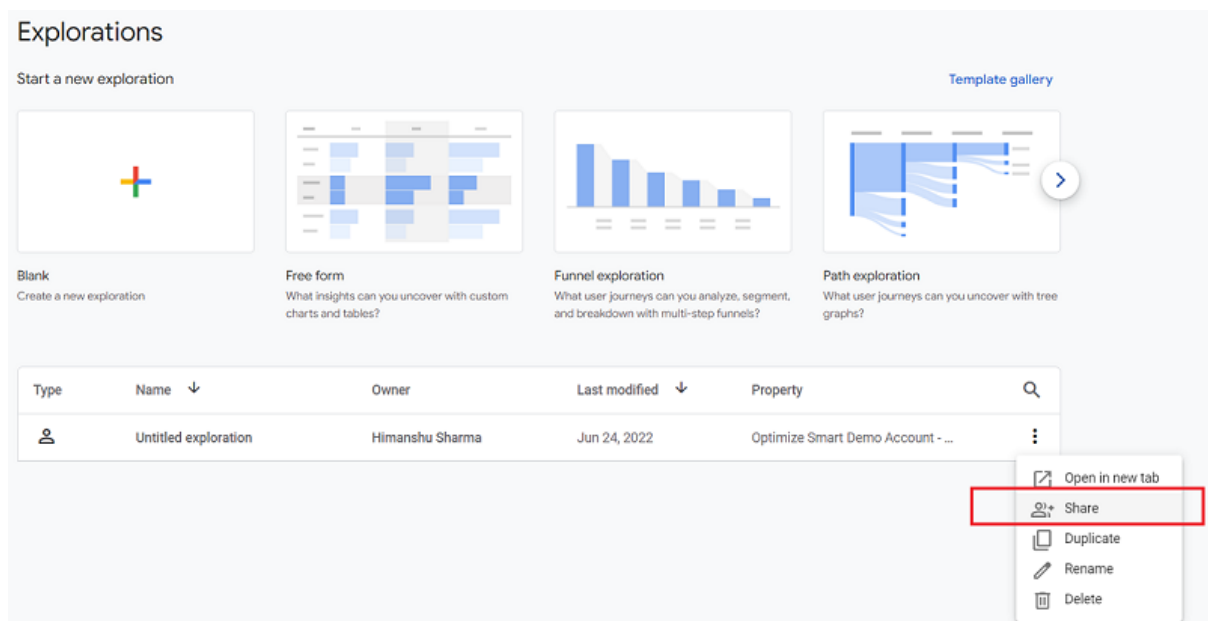 Explorations
Start a new exploration
Template gallery
Blank
Create a new exploration
Free form
What insights can you uncover with custom
charts and tables?
Funnel exploration
What user journeys can you analyze, segment,
and breakdown with multi-step funnels?
Path exploration
What user journeys can you uncover with tree
graphs?
Type Name Owner Last modified Property
Untitled exploration Himanshu Sharma Jun 24, 2022 Optimize Smart Demo Account - ...
Open in new tab
Share
Duplicate
Rename
Delete